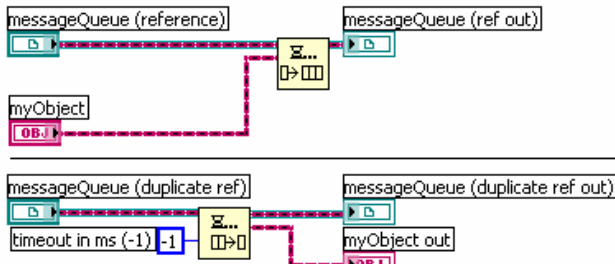 messageQueue (reference)
messageQueue (ref out)
myObject
OBJ
messageQueue (duplicate ref)
messageQueue (duplicate ref out)
timeout in ms (-1) -1
myObject out
OBJ